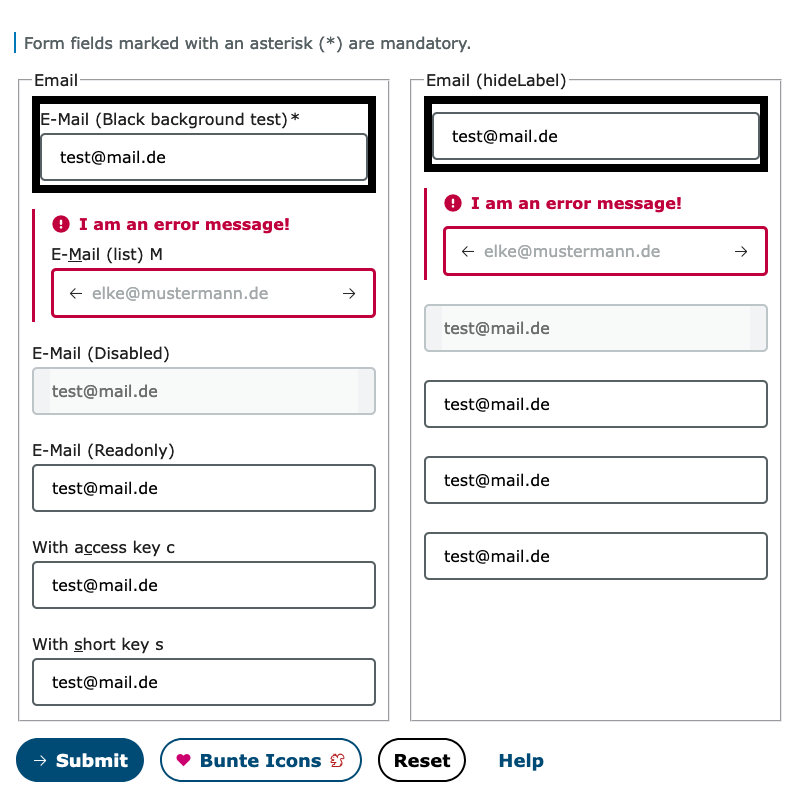 Form fields marked with an asterisk (*) are mandatory.
Email
E-Mail (Black background test)*
test@mail.de
I am an error message!
E-Mail (list) M
elke@mustermann.de
E-Mail (Disabled)
test@mail.de
E-Mail (Readonly)
test@mail.de
With access key c
test@mail.de
With short key s
test@mail.de
Email (hideLabel)
test@mail.de
I am an error message!
elke@mustermann.de
test@mail.de
test@mail.de
test@mail.de
test@mail.de
Submit
Bunte Icons
Reset
Help